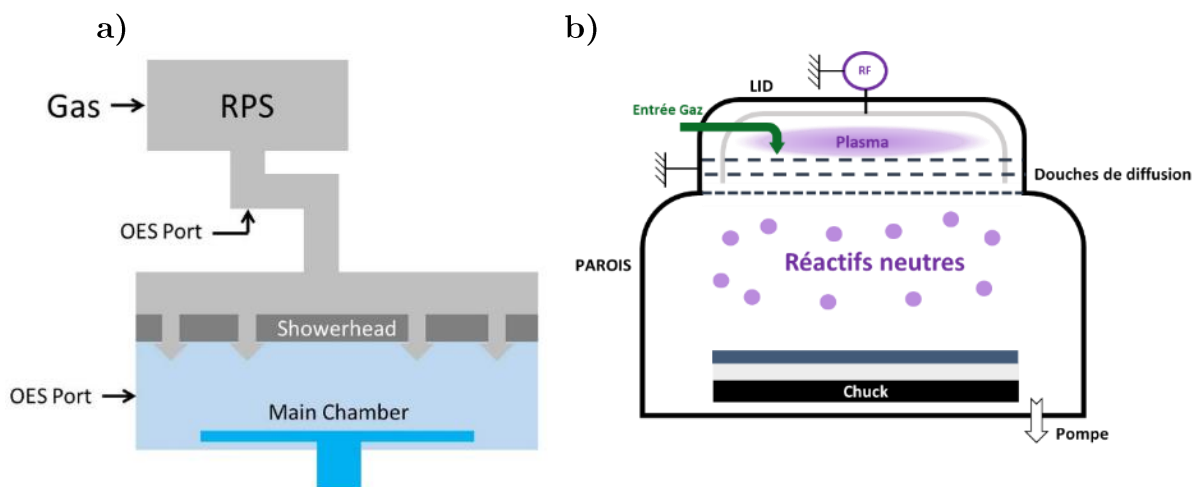 a)
Gas
RPS
OES Port
Showerhead
OES Port
Main Chamber
b)
RF
LID
Entrée Gaz
Plasma
Douches de diffusion
PAROIS
Réactifs neutres
Chuck
Pompe